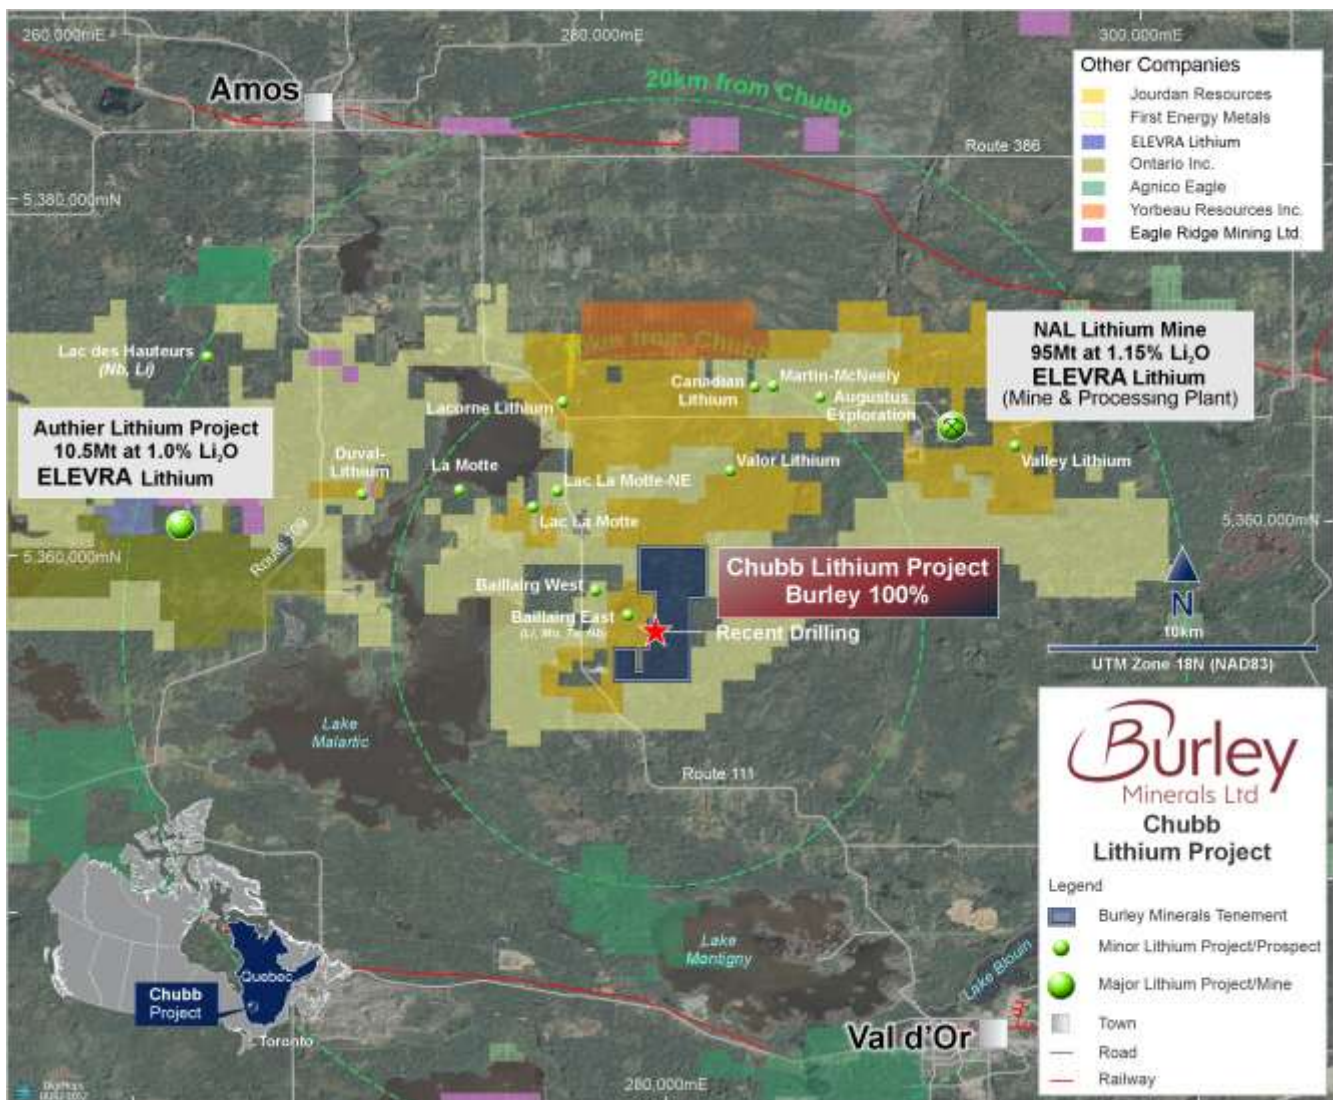 260,000mE
280,000mE
300,000mE
Amos
20km from Chubb
Other Companies
Jourdan Resources
First Energy Metals
ELEVRA Lithium
Ontario Inc.
Agnico Eagle
Yorbeau Resources Inc.
Eagle Ridge Mining Ltd.
Route 386
5,380,000mN
Lac des Hauteurs
(Nb, Li)
from Chubb
NAL Lithium Mine
95Mt at 1.15% Li₂O
ELEVRA Lithium
(Mine & Processing Plant)
Canadian
Lithium
Martin-McNeely
Augustus
Exploration
Lacorne Lithium
Authier Lithium Project
10.5Mt at 1.0% Li₂O
ELEVRA Lithium
Duval-
Lithium
La Motte
Lac La Motte-NE
Valor Lithium
Valley Lithium
Lac La Motte
5,360,000mN
5,360,000mN
Route 109
Baillairg West
Chubb Lithium Project
Burley 100%
Baillairg East
Recent Drilling
N
10km
UTM Zone 18N (NAD83)
Lake
Malartic
Route 111
Burley
Minerals Ltd
Chubb
Lithium Project
Legend
Burley Minerals Tenement
Minor Lithium Project/Prospect
Major Lithium Project/Mine
Town
Road
Railway
Lake
Montigny
Lake Blouin
Quebec
Chubb
Project
Toronto
Val d'Or
280,000mE